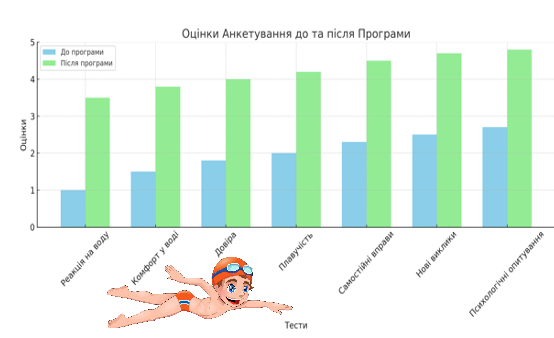 Оцінки Анкетування до та після Програми
До програми
Після програми
Оцінки
5
4
3
2
1
0
Реакція на воду
Комфорт у воді
Довіра
Плавучість
Самостійні вправи
Нові виклики
Психологічні опитування
Тести